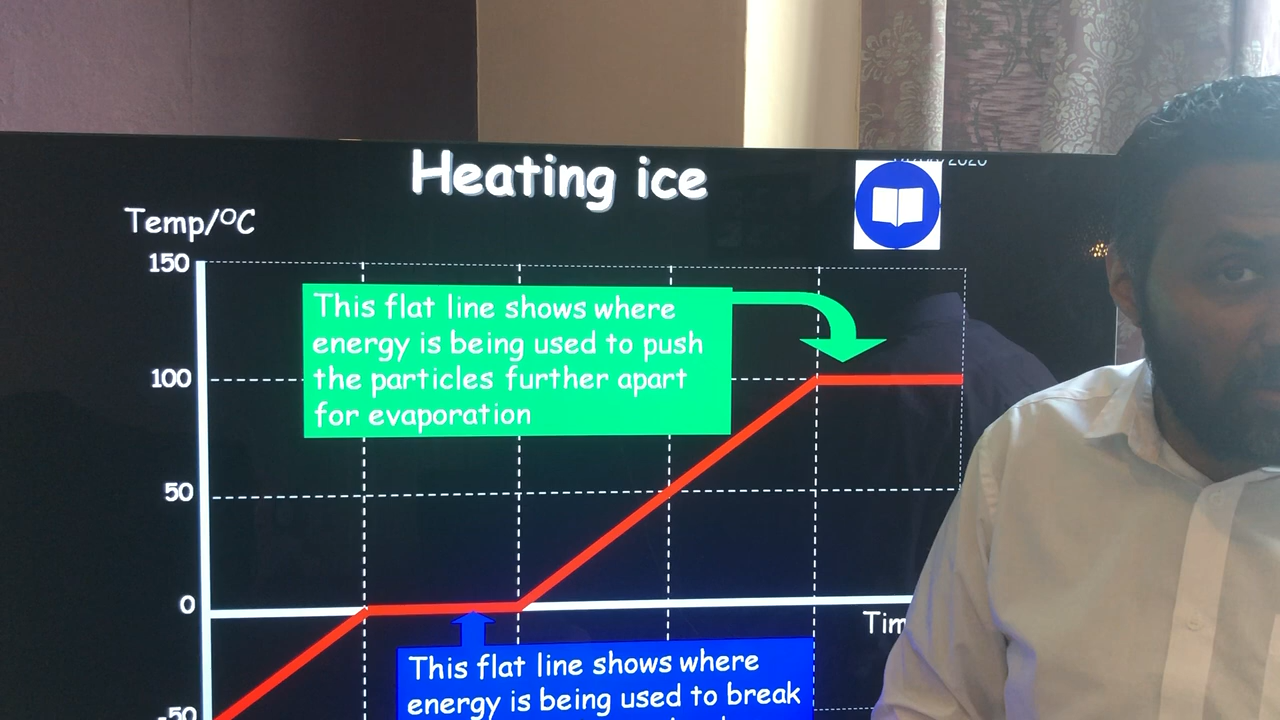 Heating ice
2020
Temp/°C
150
This flat line shows where
energy is being used to push
the particles further apart
for evaporation
100
50
0
This flat line shows where
energy is being used to break
-50